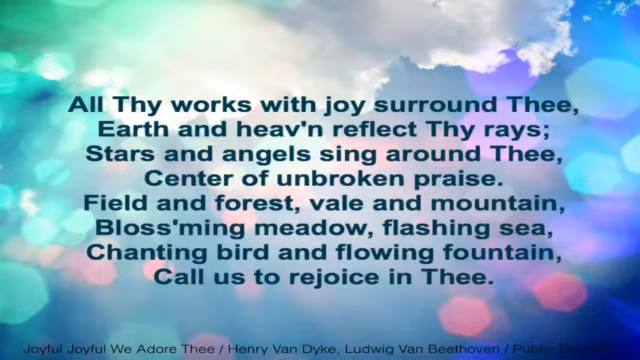 All Thy works with joy surround Thee,
Earth and heav'n reflect Thy rays;
Stars and angels sing around Thee,
Center of unbroken praise.
Field and forest, vale and mountain,
Bloss'ming meadow, flashing sea,
Chanting bird and flowing fountain,
Call us to rejoice in Thee.
Joyful Joyful We Adore Thee / Henry Van Dyke, Ludwig Van Beethoven / Public